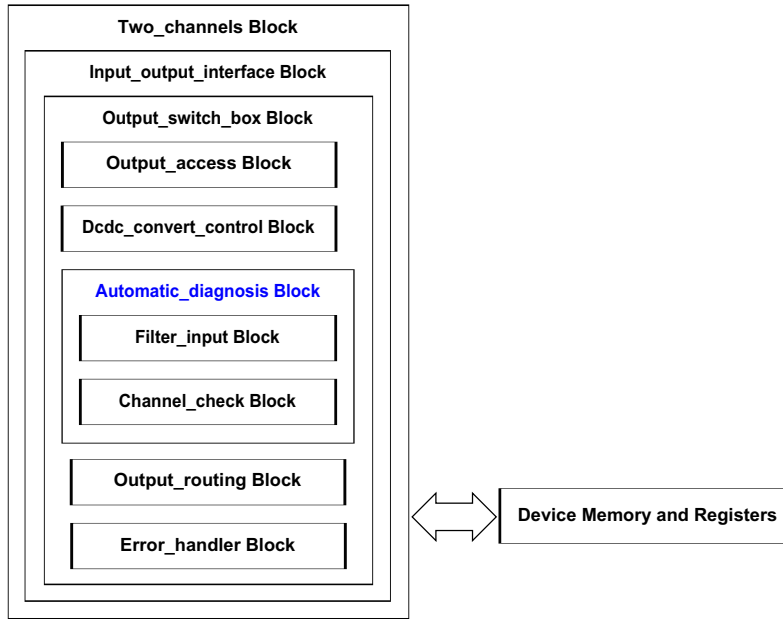 Two_channels Block
Input_output_interface Block
Output_switch_box Block
Output_access Block
Dcdc_convert_control Block
Automatic_diagnosis Block
Filter_input Block
Channel_check Block
Output_routing Block
Error_handler Block
Device Memory and Registers